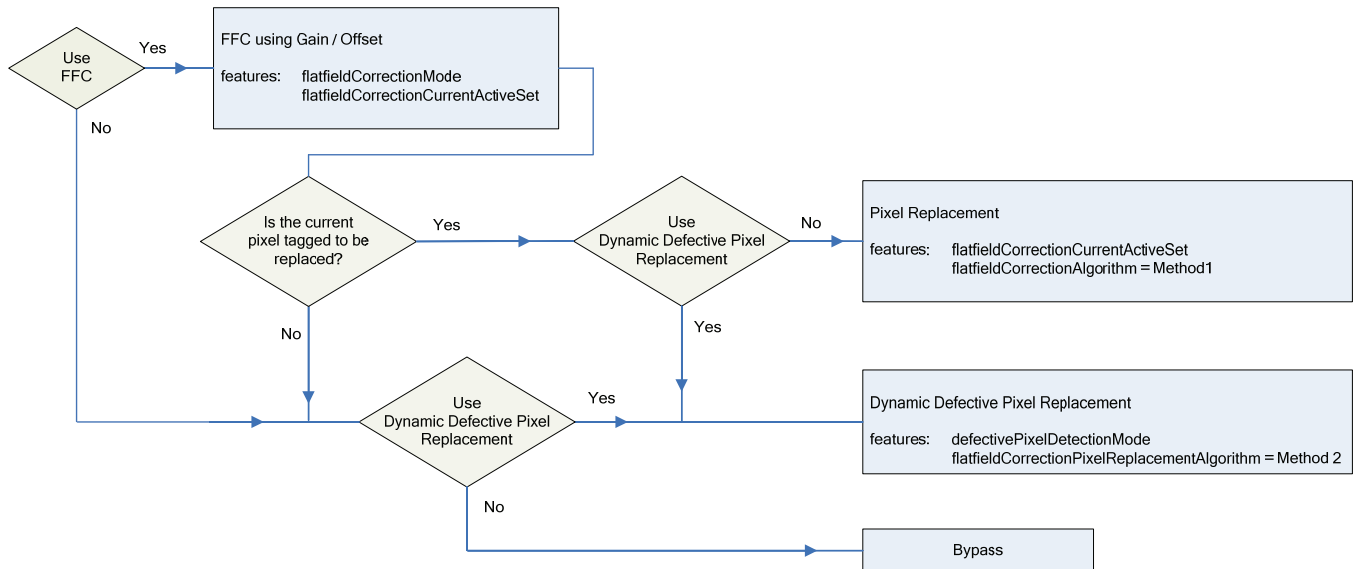 Use
FFC
Yes
No
FFC using Gain / Offset
features: flatfieldCorrectionMode
flatfieldCorrectionCurrentActiveSet
Is the current
pixel tagged to be
replaced?
Yes
No
Use
Dynamic Defective Pixel
Replacement
No
Yes
Pixel Replacement
features: flatfieldCorrectionCurrentActiveSet
flatfieldCorrectionAlgorithm = Method1
Use
Dynamic Defective Pixel
Replacement
Yes
No
Dynamic Defective Pixel Replacement
features: defectivePixelDetectionMode
flatfieldCorrectionPixelReplacementAlgorithm = Method 2
Bypass